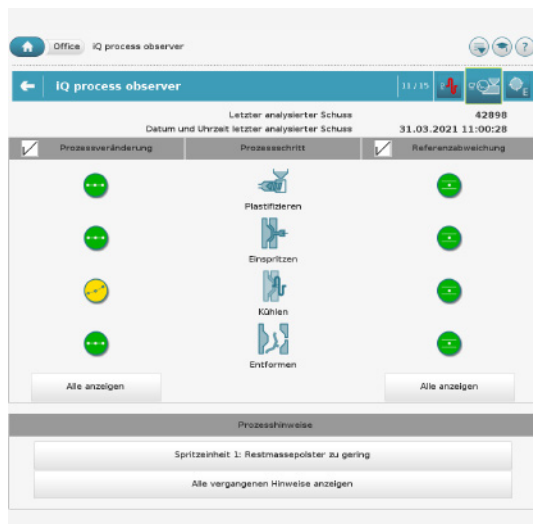 Office iQ process observer ?
iQ process observer 11 / 15 E
Letzter analysierter Schuss 42898
Datum und Uhrzeit letzter analysierter Schuss 31.03.2021 11:00:28
Prozessveränderung Prozessschritt Referenzabweichung
Plastifizieren
Einspritzen
Kühlen
Entformen
Alle anzeigen Alle anzeigen
Prozesshinweise
Spritzeinheit 1: Restmassepolster zu gering
Alle vergangenen Hinweise anzeigen